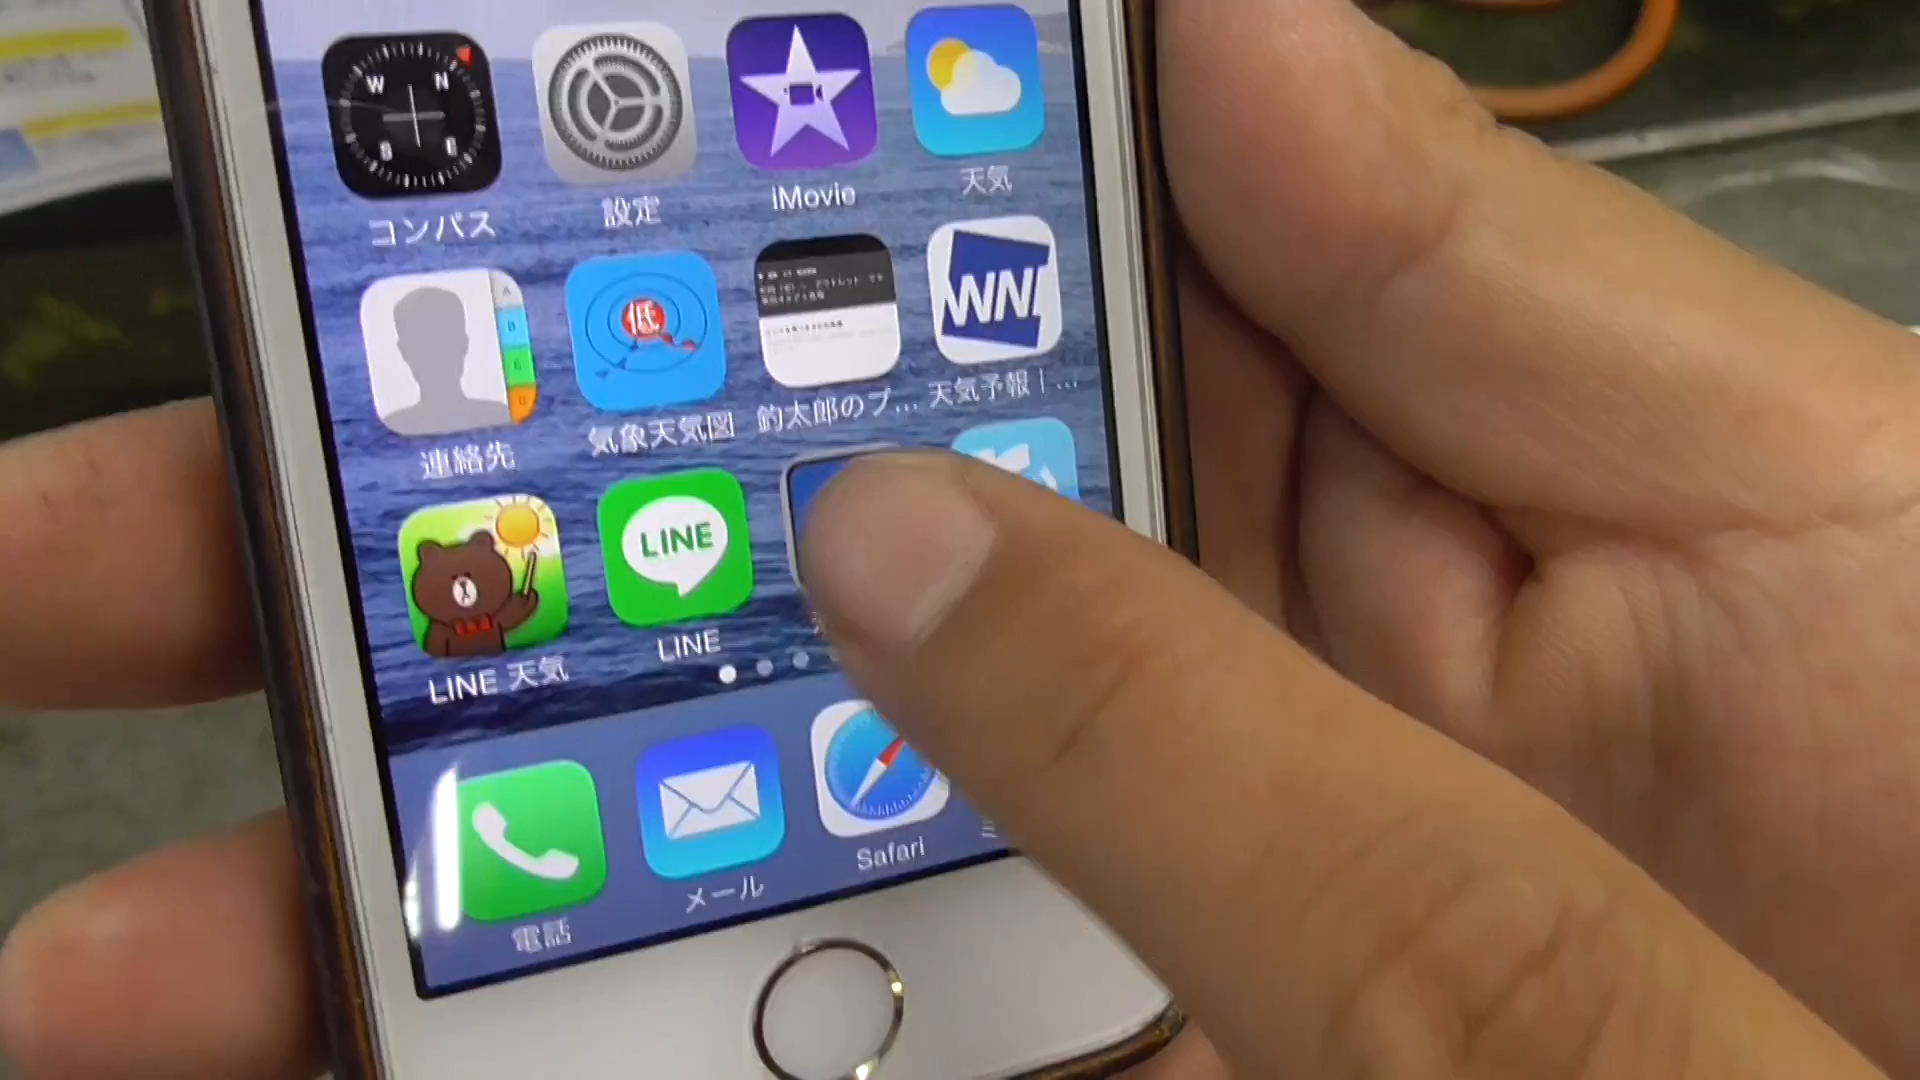 W N
S E
コンパス 設定 iMovie 天気
低 WNI
連絡先 気象天気図 釣太郎のブ... 天気予報|...
LINE
LINE 天気 LINE
電話 メール Safari